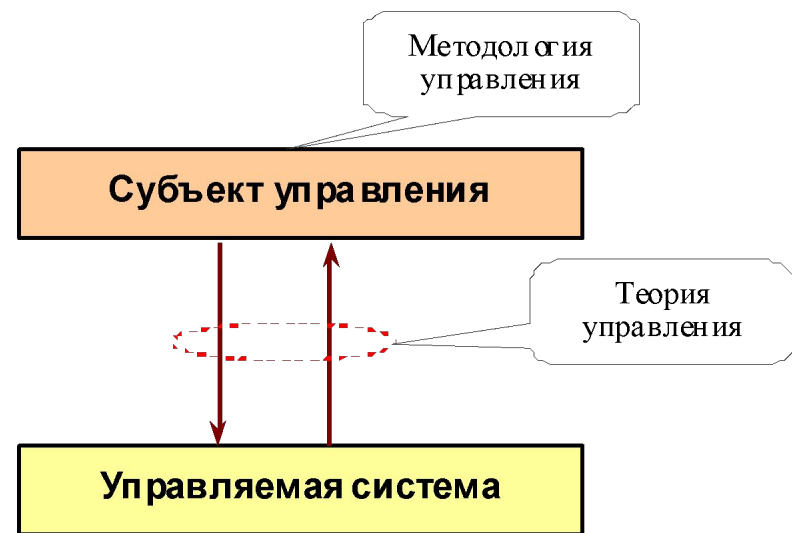 Методология
управления
Субъект управления
Теория
управления
Управляемая система